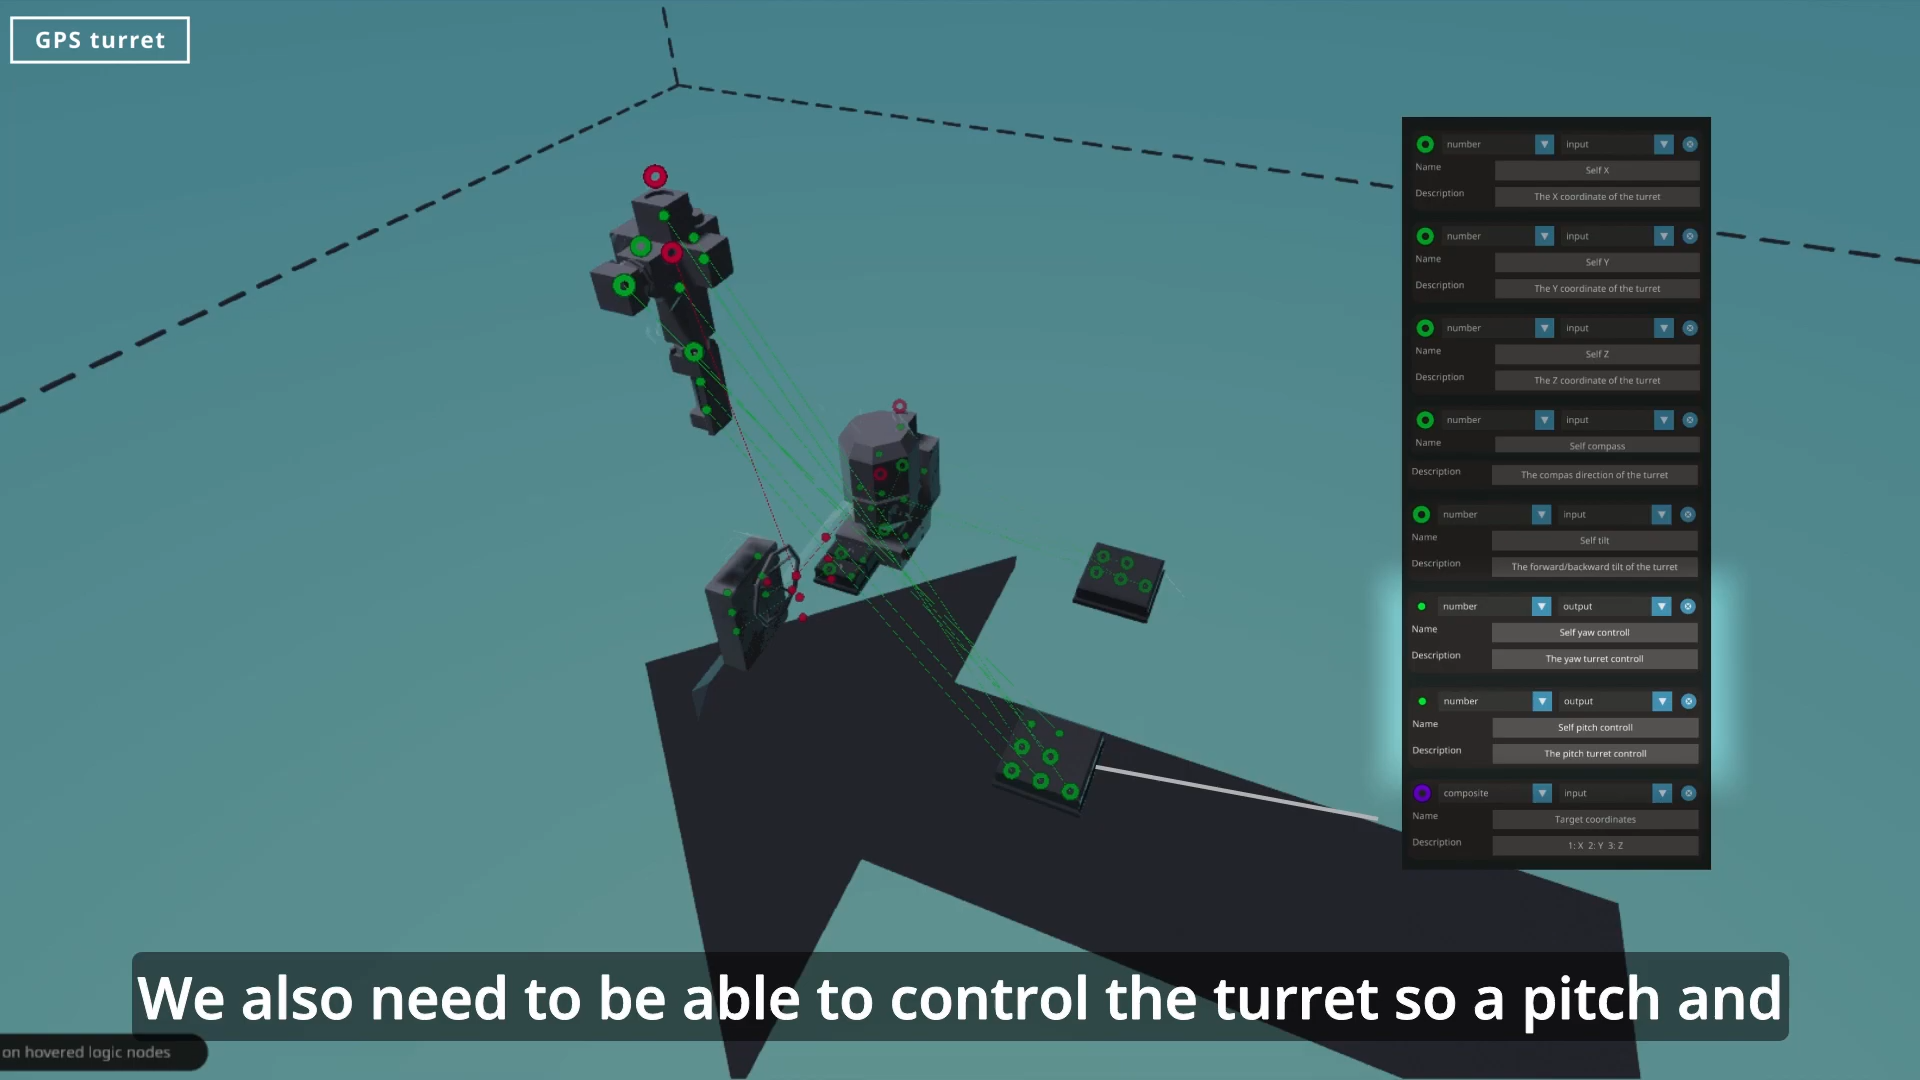 GPS turret
number input
Name Self X
Description The X coordinate of the turret
number input
Name Self Y
Description The Y coordinate of the turret
number input
Name Self Z
Description The Z coordinate of the turret
number input
Name Self compass
Description The compas direction of the turret
number input
Name Self tilt
Description The forward/backward tilt of the turret
number output
Name Self yaw controll
Description The yaw turret controll
number output
Name Self pitch controll
Description The pitch turret controll
composite input
Name Target coordinates
Description 1: X 2: Y 3: Z
We also need to be able to control the turret so a pitch and
on hovered logic nodes